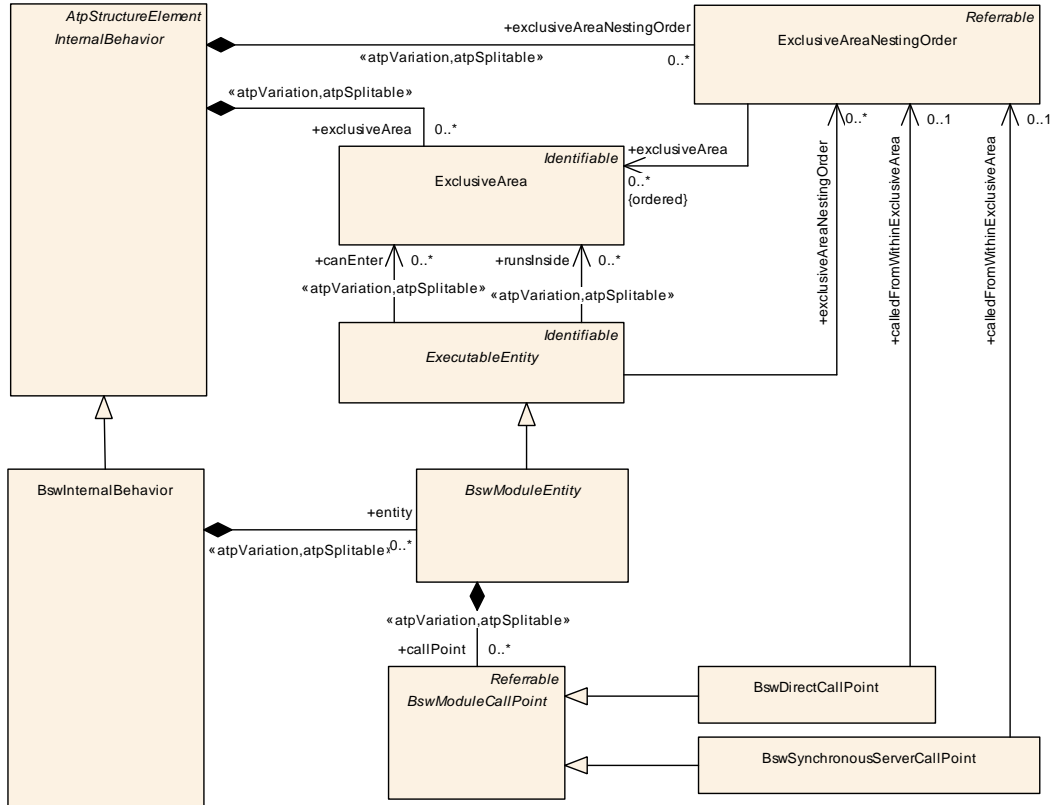 AtpStructureElement
InternalBehavior
+exclusiveAreaNestingOrder
«atpVariation,atpSplitable»
0..*
Referrable
ExclusiveAreaNestingOrder
«atpVariation,atpSplitable»
+exclusiveArea
0..*
Identifiable
ExclusiveArea
+exclusiveArea
0..*
{ordered}
0..*
0..1
0..1
+exclusiveAreaNestingOrder
+calledFromWithinExclusiveArea
+calledFromWithinExclusiveArea
+canEnter
0..*
+runsInside
0..*
«atpVariation,atpSplitable»
«atpVariation,atpSplitable»
Identifiable
ExecutableEntity
BswInternalBehavior
+entity
«atpVariation,atpSplitable»
0..*
BswModuleEntity
«atpVariation,atpSplitable»
+callPoint
0..*
Referrable
BswModuleCallPoint
BswDirectCallPoint
BswSynchronousServerCallPoint